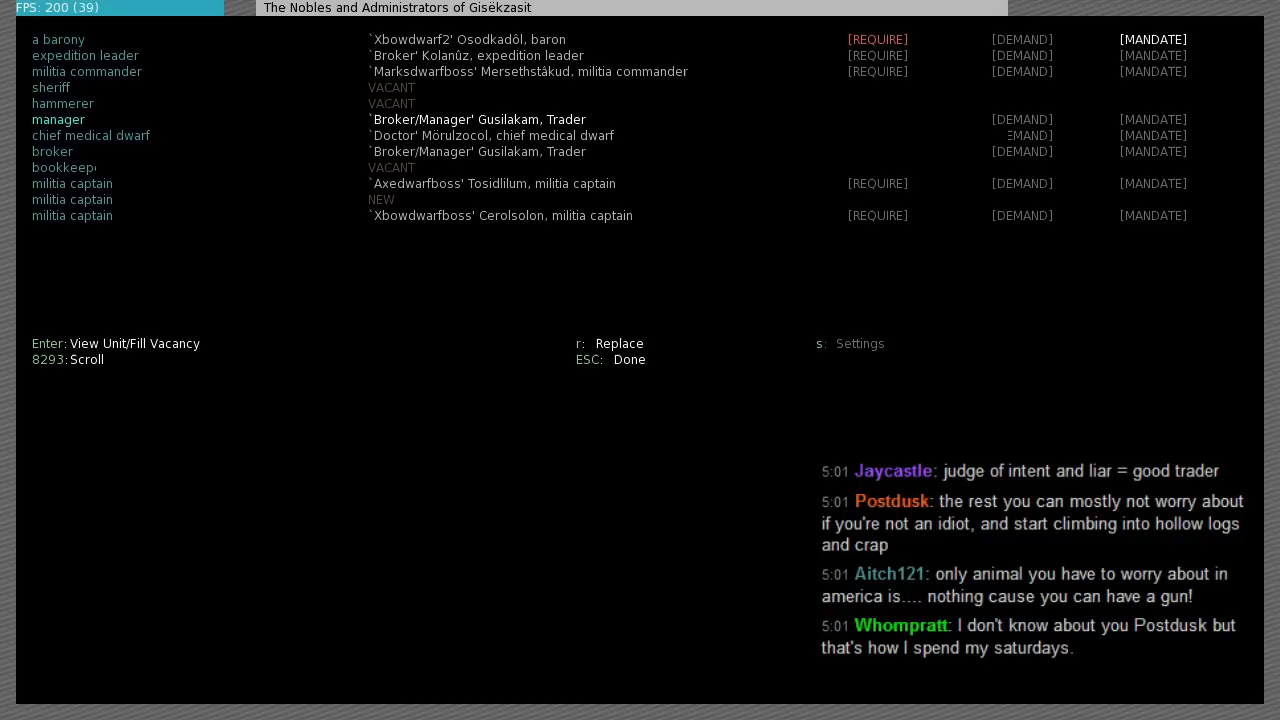 FPS: 200 (39) The Nobles and Administrators of Gisëkzasit
a barony `Xbowdwarf2' Osodkadôl, baron [REQUIRE] [DEMAND] [MANDATE]
expedition leader `Broker' Kolanûz, expedition leader [REQUIRE] [DEMAND] [MANDATE]
militia commander `Marksdwarfboss' Mersethstâkud, militia commander [REQUIRE] [DEMAND] [MANDATE]
sheriff VACANT
hammerer VACANT
manager `Broker/Manager' Gusilakam, Trader [DEMAND] [MANDATE]
chief medical dwarf `Doctor' Mörulzocol, chief medical dwarf EMAND] [MANDATE]
broker `Broker/Manager' Gusilakam, Trader [DEMAND] [MANDATE]
bookkeep VACANT
militia captain `Axedwarfboss' Tosidlilum, militia captain [REQUIRE] [DEMAND] [MANDATE]
militia captain NEW
militia captain `Xbowdwarfboss' Cerolsolon, militia captain [REQUIRE] [DEMAND] [MANDATE]
Enter: View Unit/Fill Vacancy r: Replace s: Settings
8293: Scroll ESC: Done
5:01 Jaycastle: judge of intent and liar = good trader
5:01 Postdusk: the rest you can mostly not worry about
if you're not an idiot, and start climbing into hollow logs
and crap
5:01 Aitch121: only animal you have to worry about in
america is.... nothing cause you can have a gun!
5:01 Whompratt: I don't know about you Postdusk but
that's how I spend my saturdays.